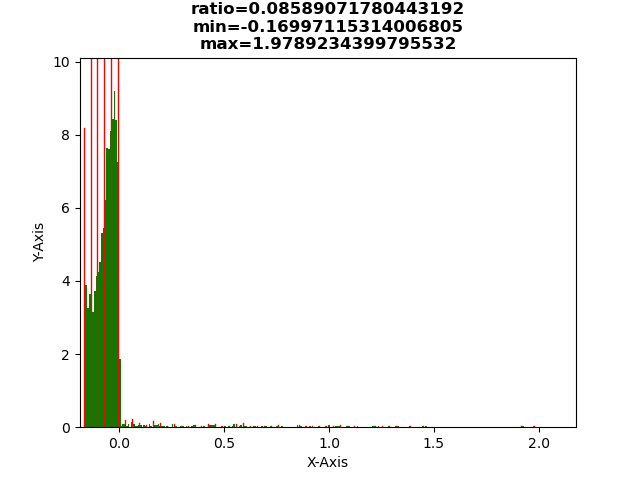 ratio=0.08589071780443192
min=-0.16997115314006805
max=1.9789234399795532
10
8
6
4
2
0
Y-Axis
0.0 0.5 1.0 1.5 2.0
X-Axis